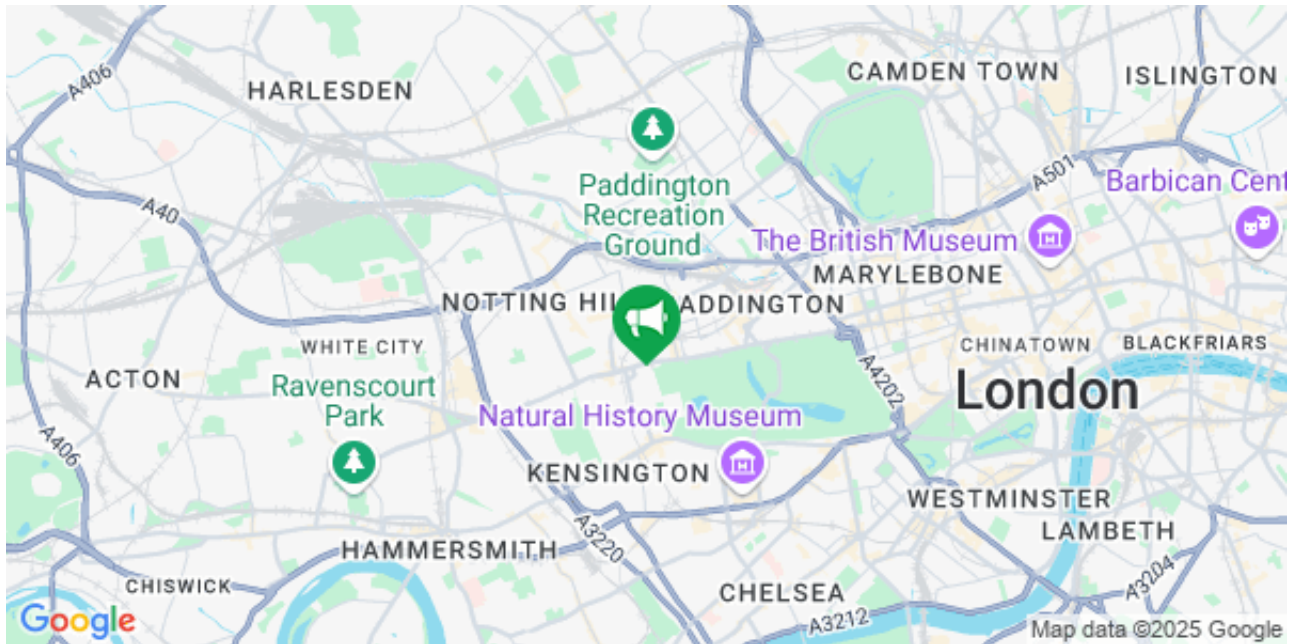 A406
HARLESDEN
CAMDEN TOWN
ISLINGTON
A501
Paddington
Recreation
Ground
Barbican Cent
A40
The British Museum
MARYLEBONE
NOTTING HIL
ADDINGTON
WHITE CITY
CHINATOWN
BLACKFRIARS
ACTON
Ravenscourt
Park
A4202
London
Natural History Museum
A406
KENSINGTON
WESTMINSTER
LAMBETH
A3220
HAMMERSMITH
CHISWICK
CHELSEA
A3204
A3212
Google
Map data ©2025 Google